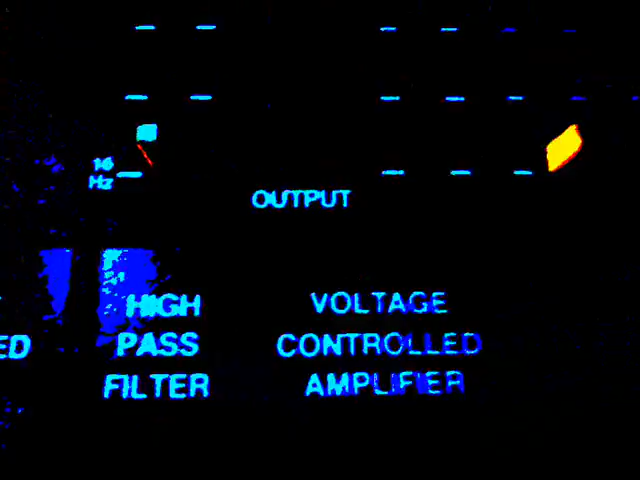 16
Hz
OUTPUT
HIGH
PASS
FILTER
VOLTAGE
CONTROLLED
AMPLIFIER
ED